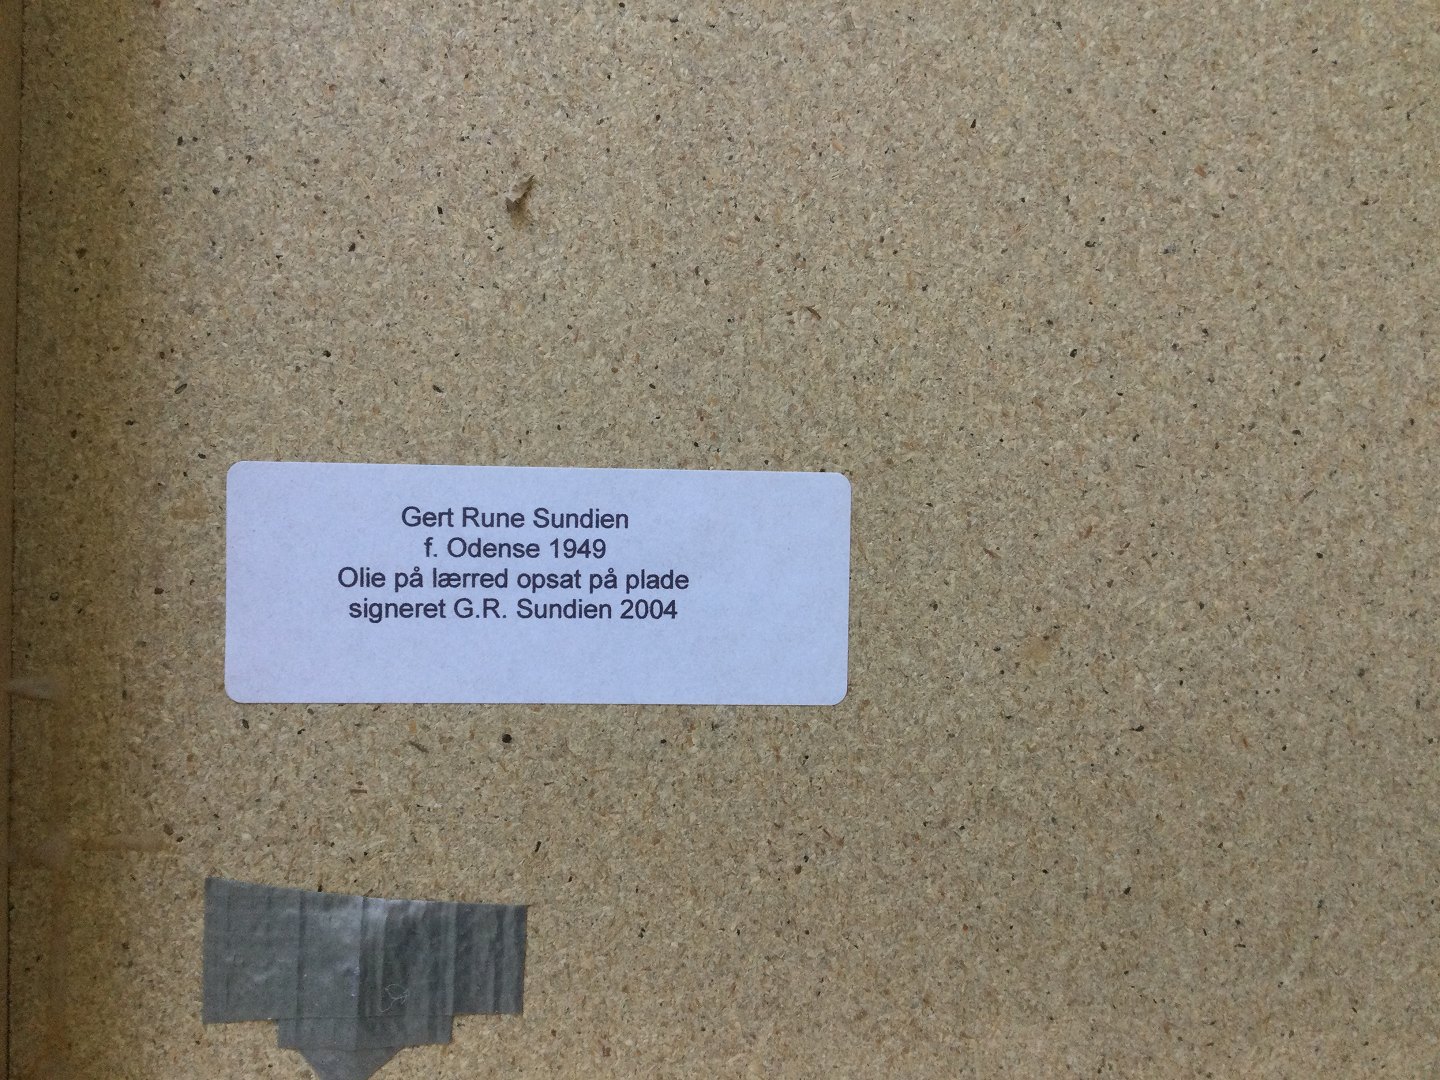 Gert Rune Sundien
f. Odense 1949
Olie på lærred opsat på plade
signeret G.R. Sundien 2004